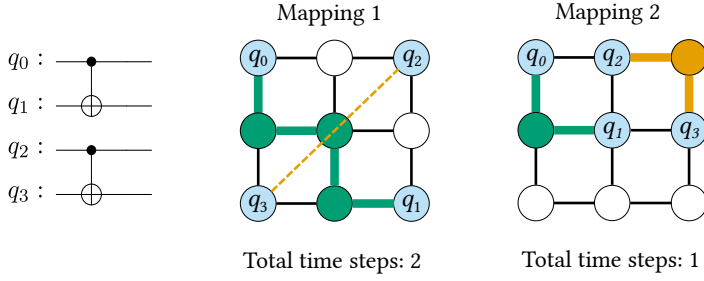 Mapping 1
Mapping 2
q0 :
q1 :
q2 :
q3 :
q0
q2
q3
q1
q0
q2
q1
q3
Total time steps: 2
Total time steps: 1